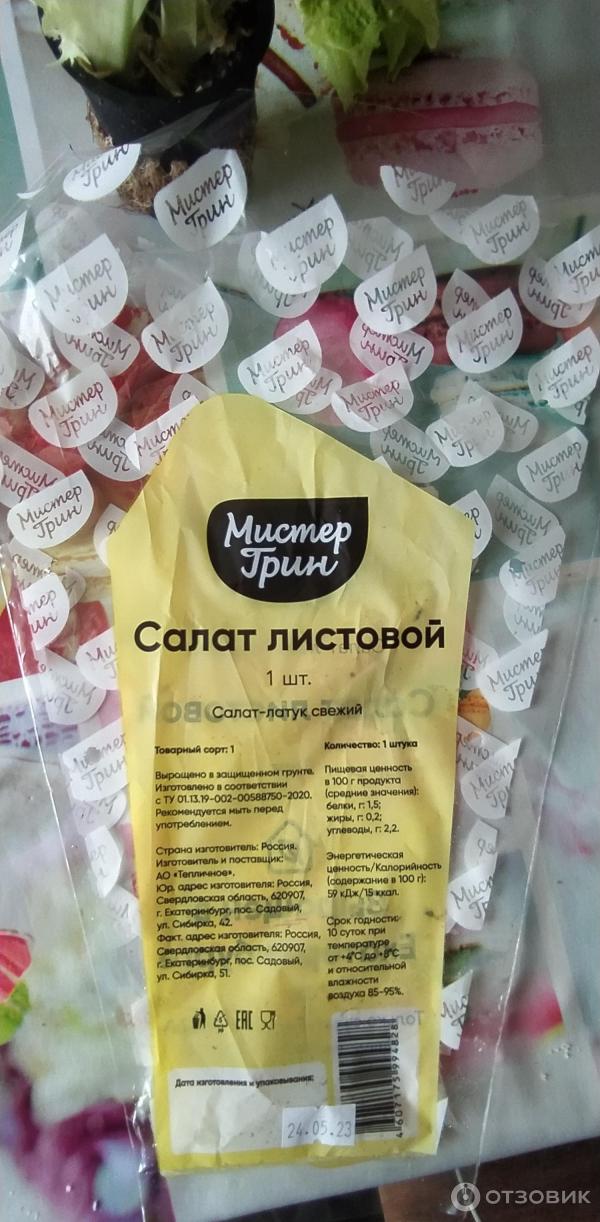 Мистер
Грин
Салат листовой
1 шт.
Салат-латук свежий
Товарный сорт: 1
Выращено в защищенном грунте.
Изготовлено в соответствии
с ТУ 01.13.19-002-00588750-2020.
Рекомендуется мыть перед
употреблением.
Страна изготовитель: Россия.
Изготовитель и поставщик:
АО «Тепличное».
Юр. адрес изготовителя: Россия,
Свердловская область, 620907,
г. Екатеринбург, пос. Садовый,
ул. Сибирка, 42.
Факт. адрес изготовителя: Россия,
Свердловская область, 620907,
г. Екатеринбург, пос. Садовый,
ул. Сибирка, 51.
Количество: 1 штука
Пищевая ценность
в 100 г продукта
(средние значения):
белки, г: 1,5;
жиры, г: 0,2;
углеводы, г: 2,2.
Энергетическая
ценность/Калорийность
(содержание в 100 г):
59 кДж/15 ккал.
Срок годности:
10 суток при
температуре
от +4°С до +8°С
и относительной
влажности
воздуха 85-95%.
EAC
Дата изготовления и упаковывания:
24.05.23
4607175994828
ОТЗОВИК